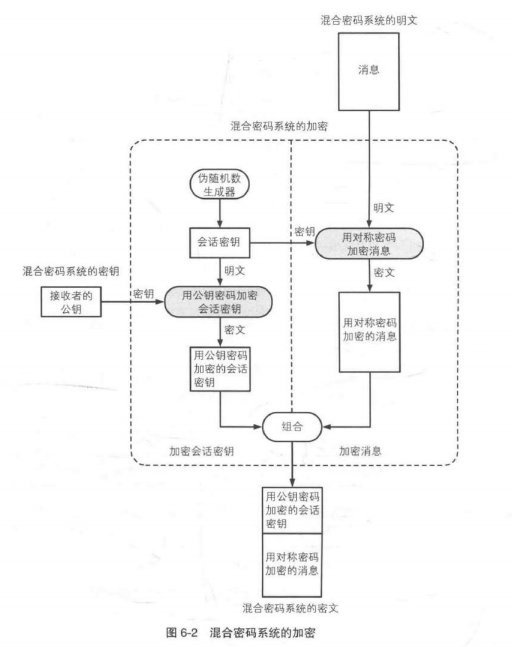 混合密码系统的明文
消息
混合密码系统的加密
伪随机数
生成器
明文
会话密钥
密钥
用对称密码
加密消息
明文
密文
混合密码系统的密钥
接收者的
公钥
密钥
用公钥密码加密
会话密钥
密文
用公钥密码
加密的会话
密钥
用对称密码
加密的消息
组合
加密会话密钥
加密消息
用公钥密码
加密的会话
密钥
用对称密码
加密的消息
混合密码系统的密文
图 6-2 混合密码系统的加密